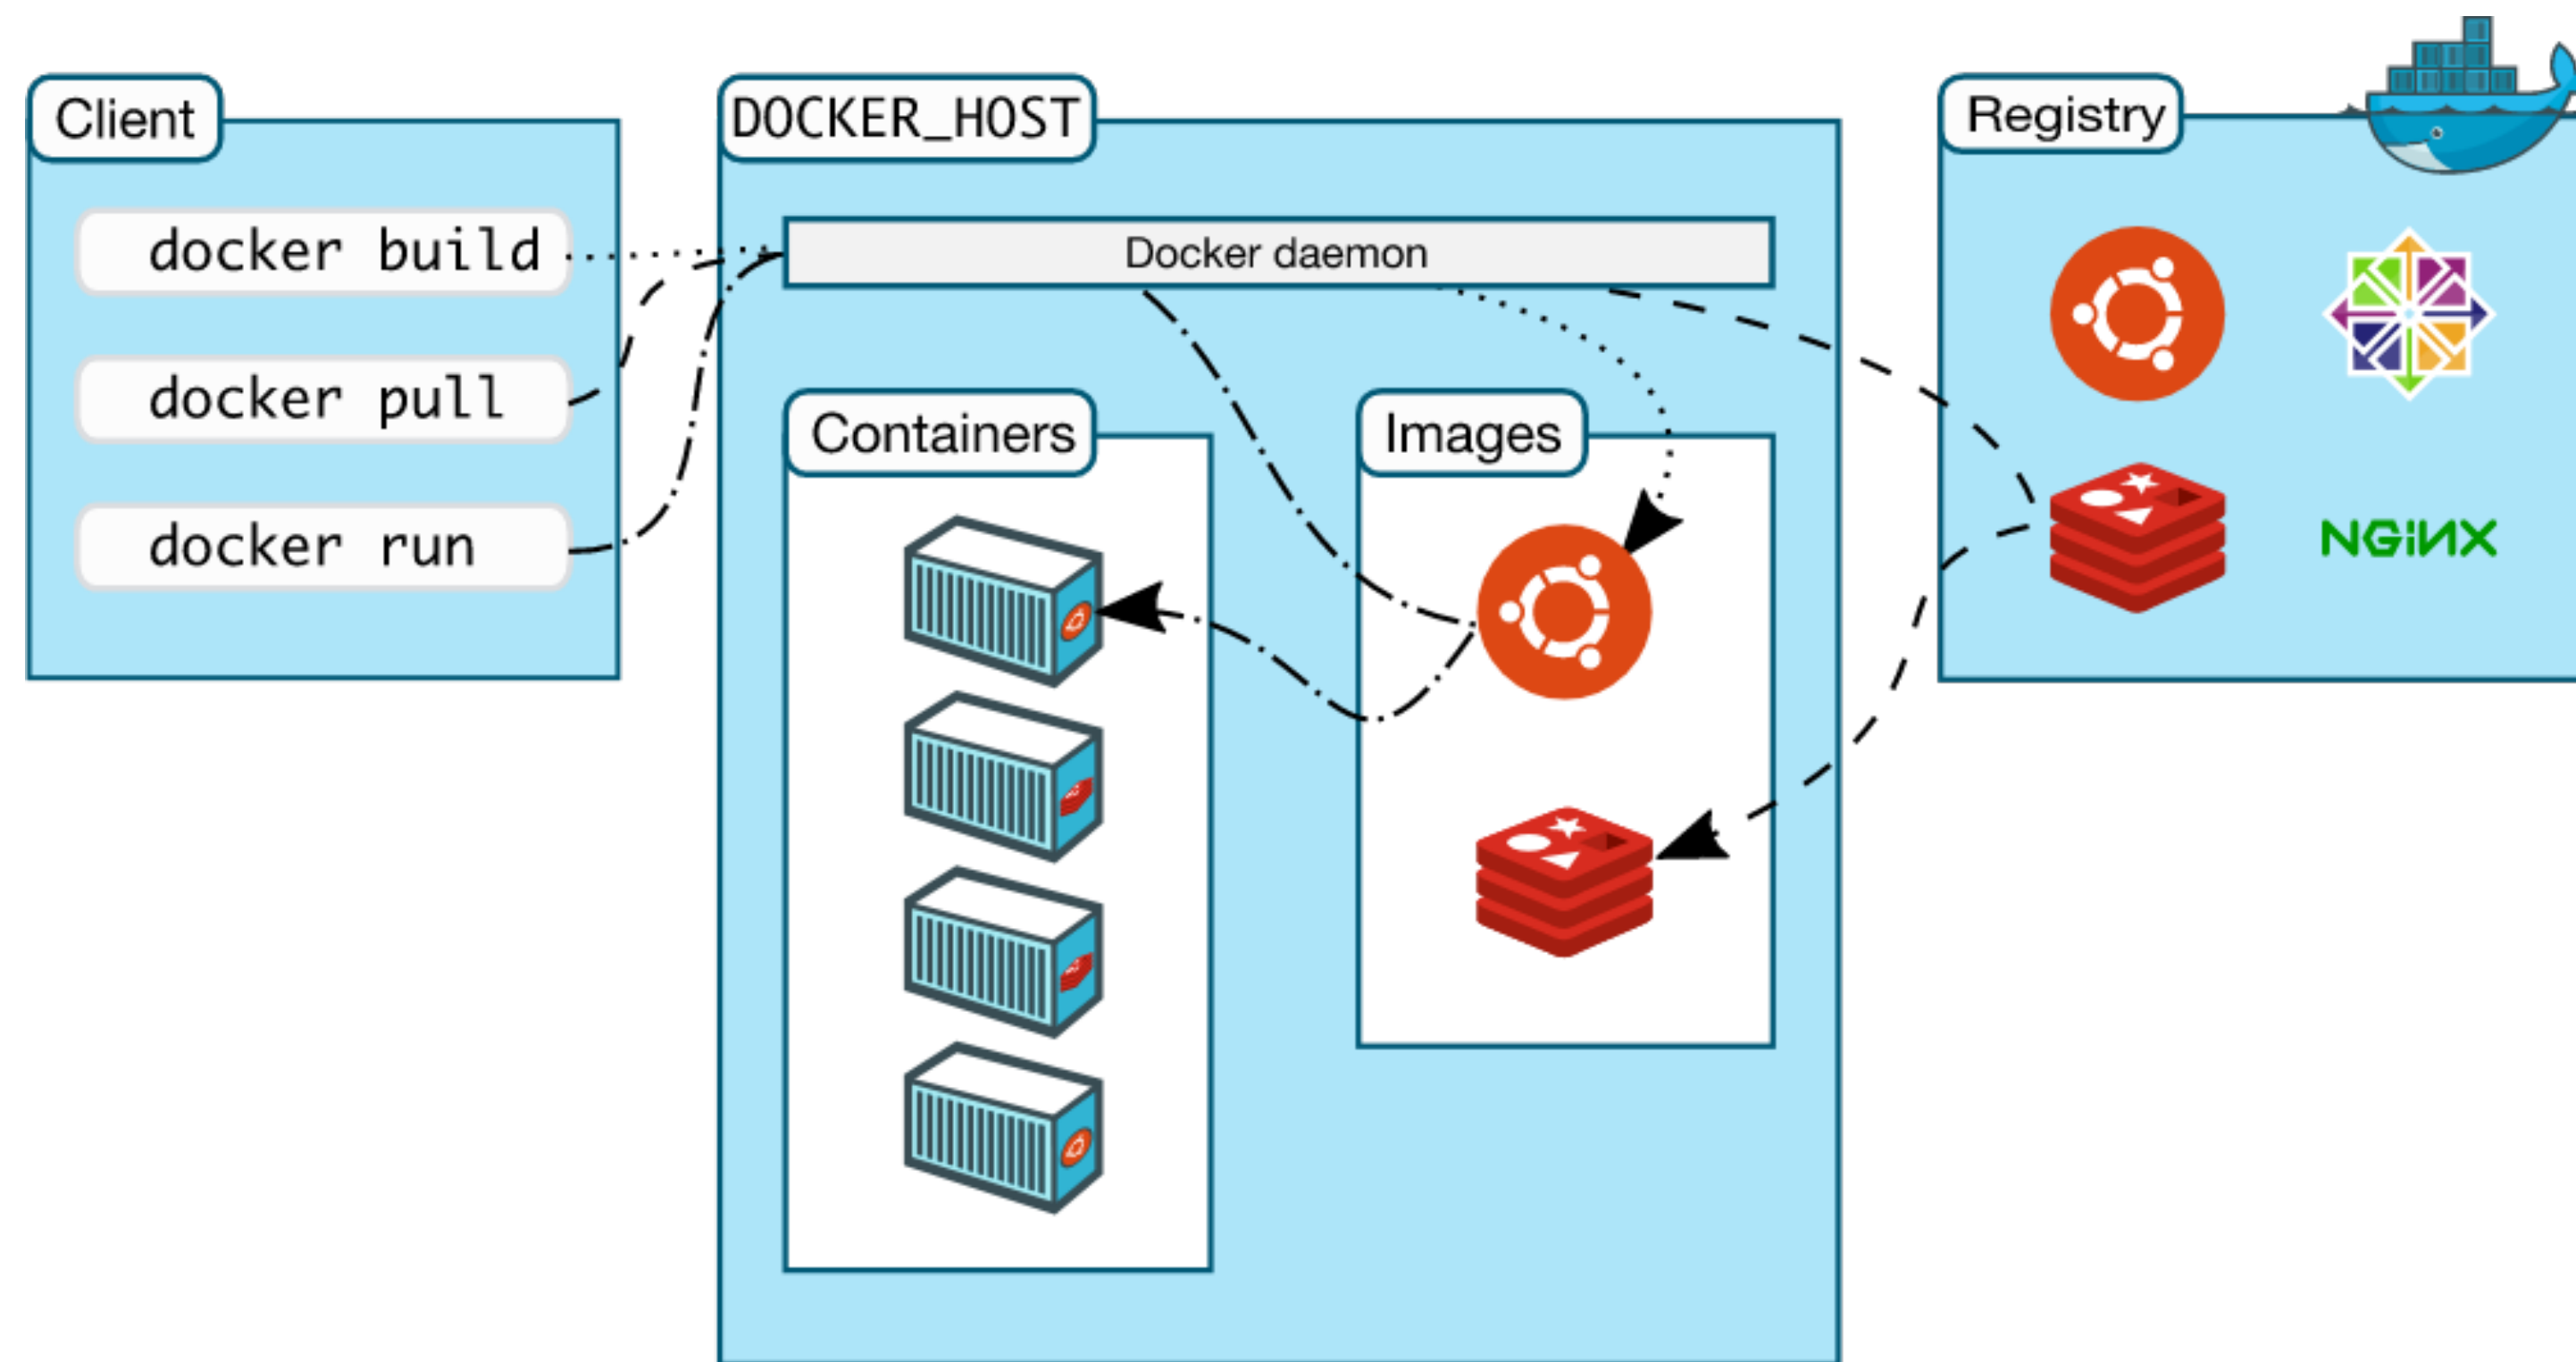 Client
DOCKER_HOST
Registry
docker build
Docker daemon
docker pull
Containers
Images
docker run
NGiNX